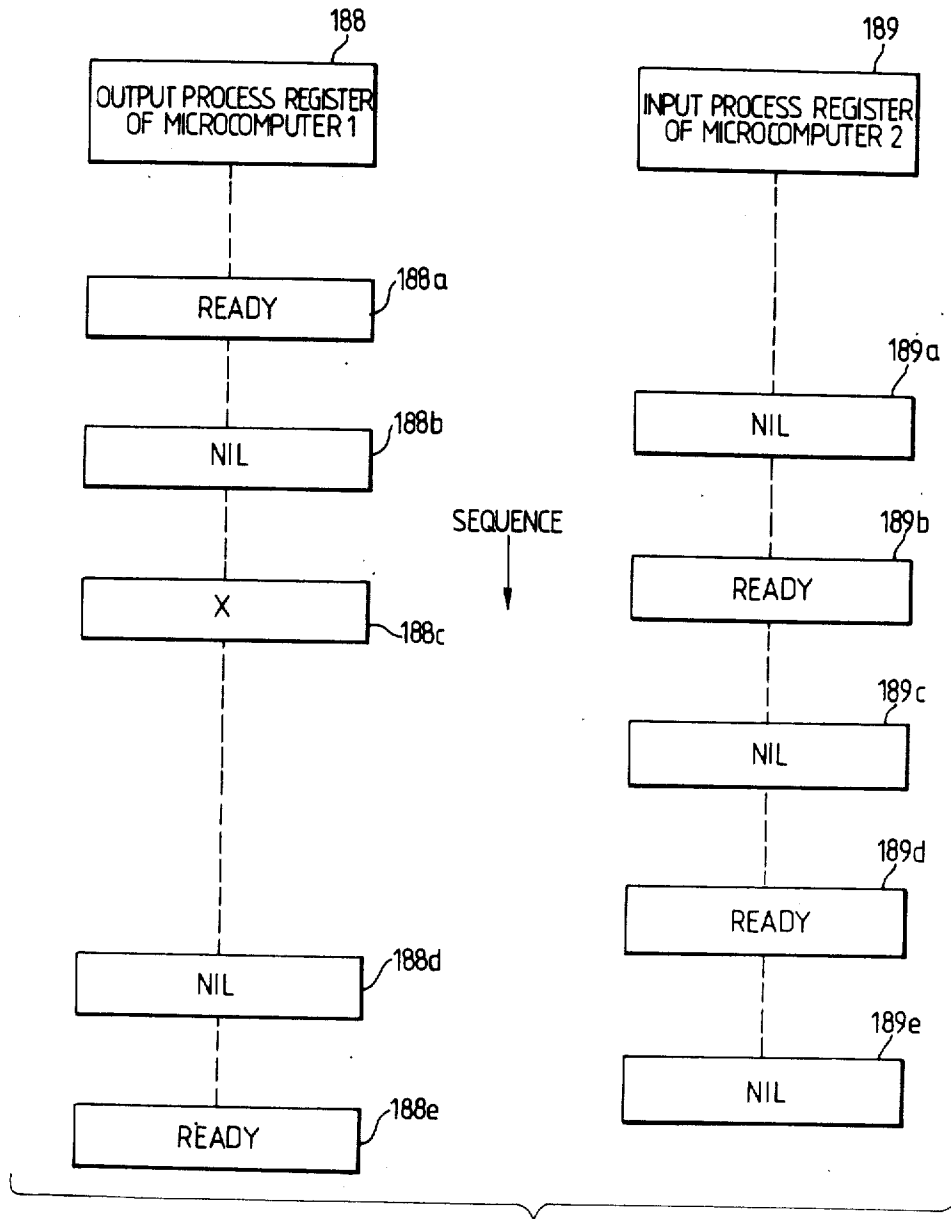 188
OUTPUT PROCESS REGISTER
OF MICROCOMPUTER 1
188a
READY
188b
NIL
X
188c
188d
NIL
188e
READY
SEQUENCE
189
INPUT PROCESS REGISTER
OF MICROCOMPUTER 2
189a
NIL
189b
READY
189c
NIL
189d
READY
189e
NIL